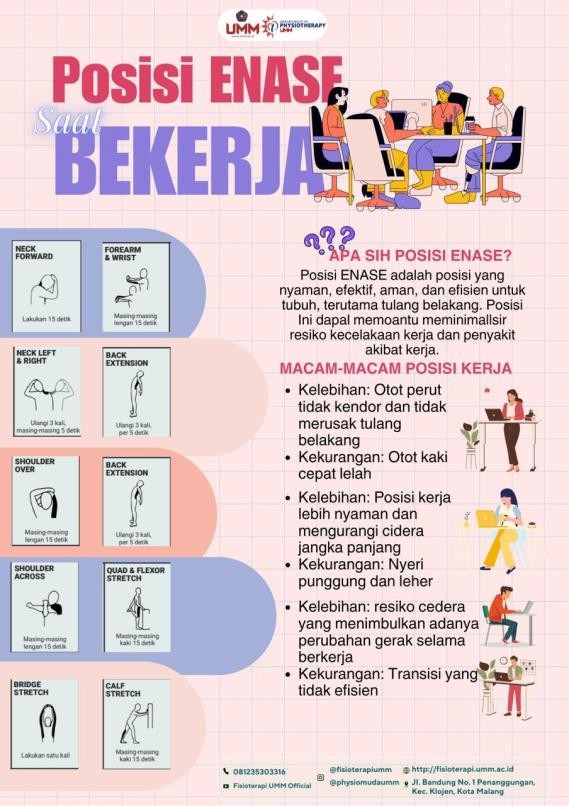 UMM
UNIVERSITY OF
PHYSIOTHERAPY
UMM
Posisi ENASE
Saat
BEKERJA
NECK
FORWARD
Lakukan 15 detik
FOREARM
& WRIST
Masing-masing
lengan 15 detik
NECK LEFT
& RIGHT
Ulangi 3 kali,
masing-masing 5 detik
BACK
EXTENSION
Ulangi 3 kali,
per 5 detik
SHOULDER
OVER
Masing-masing
lengan 15 detik
BACK
EXTENSION
Ulangi 3 kali,
per 5 detik
SHOULDER
ACROSS
Masing-masing
lengan 15 detik
QUAD & FLEXOR
STRETCH
Masing-masing
kaki 15 detik
BRIDGE
STRETCH
Lakukan satu kali
CALF
STRETCH
Masing-masing
kaki 15 detik
???
APA SIH POSISI ENASE?
Posisi ENASE adalah posisi yang
nyaman, efektif, aman, dan efisien untuk
tubuh, terutama tulang belakang. Posisi
Ini dapal memoantu meminimallsir
resiko kecelakaan kerja dan penyakit
akibat kerja.
MACAM-MACAM POSISI KERJA
• Kelebihan: Otot perut
tidak kendor dan tidak
merusak tulang
belakang
• Kekurangan: Otot kaki
cepat lelah
• Kelebihan: Posisi kerja
lebih nyaman dan
mengurangi cidera
jangka panjang
• Kekurangan: Nyeri
punggung dan leher
• Kelebihan: resiko cedera
yang menimbulkan adanya
perubahan gerak selama
berkerja
• Kekurangan: Transisi yang
tidak efisien
081235303316
Fisioterapi UMM Official
@fisioterapiumm
@physiomudaumm
http://fisioterapi.umm.ac.id
Jl. Bandung No. 1 Penanggungan,
Kec. Klojen, Kota Malang